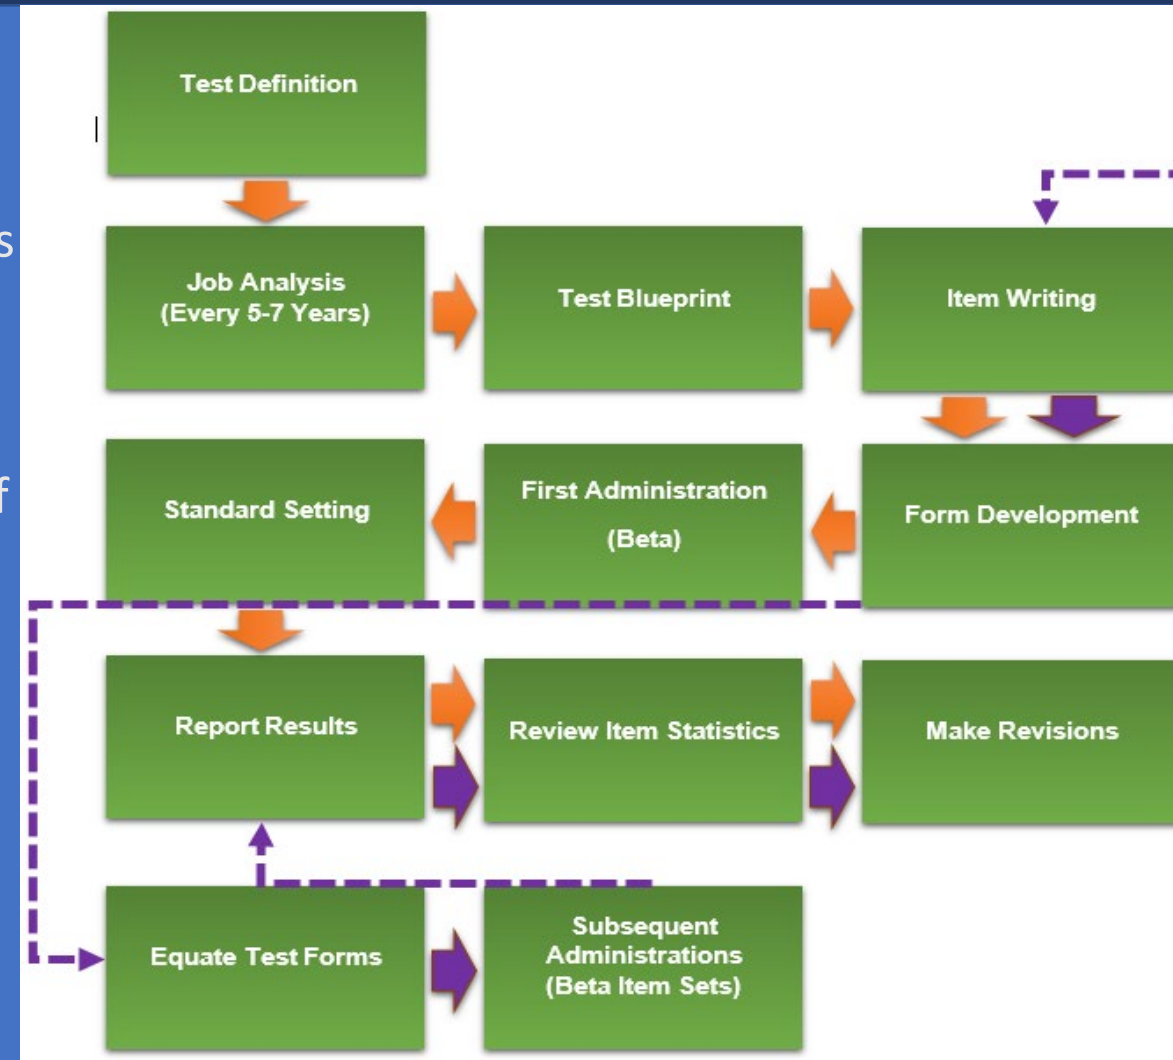 Test Definition
s
Job Analysis
(Every 5-7 Years)
Test Blueprint
Item Writing
f
Standard Setting
First Administration
(Beta)
Form Development
Report Results
Review Item Statistics
Make Revisions
Equate Test Forms
Subsequent
Administrations
(Beta Item Sets)